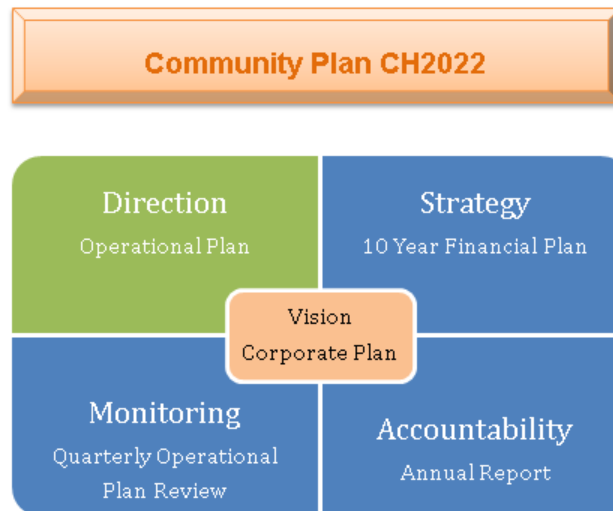 Community Plan CH2022
Direction
Operational Plan
Strategy
10 Year Financial Plan
Vision
Corporate Plan
Monitoring
Quarterly Operational
Plan Review
Accountability
Annual Report